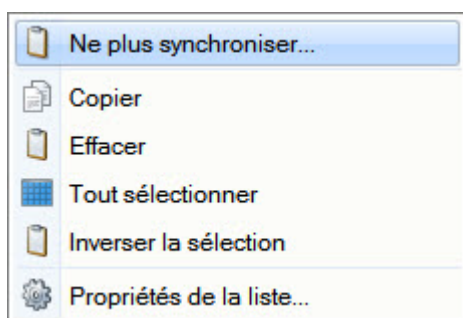 Ne plus synchroniser...
Copier
Effacer
Tout sélectionner
Inverser la sélection
Propriétés de la liste...